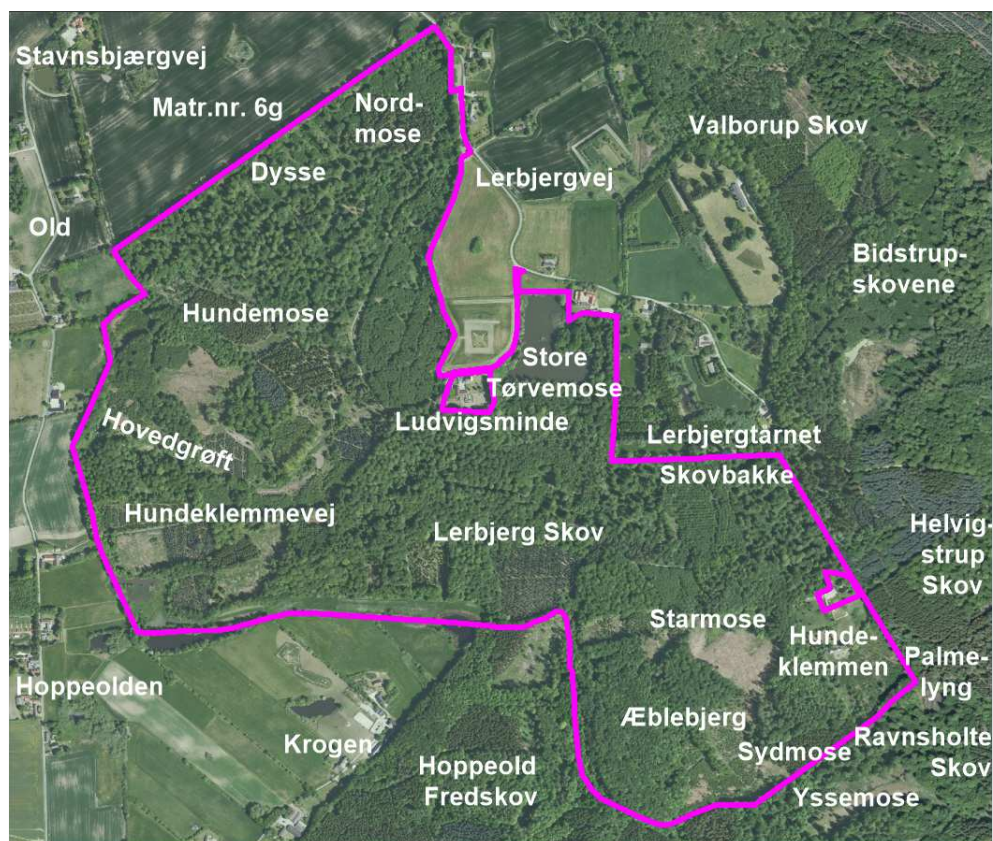 Stavnsbjærgvej
Matr.nr. 6g
Nord-
mose
Valborup Skov
Dysse
Lerbjergvej
Old
Bidstrup-
skovene
Hundemose
Store
Tørvemose
Ludvigsminde
Hovedgrøft
Lerbjergtarnet
Skovbakke
Hundeklemmevej
Lerbjerg Skov
Helvig-
strup
Skov
Starmose
Hunde-
klemmen
Palme-
lyng
Hoppeolden
Æblebjerg
Krogen
Sydmose
Ravnsholte
Skov
Hoppeold
Fredskov
Yssemose